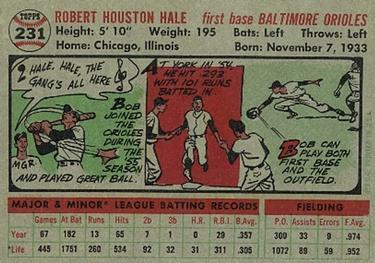 TOPPS
231
ROBERT HOUSTON HALE first base BALTIMORE ORIOLES
Height: 5' 10" Weight: 195 Bats: Left Throws: Left
Home: Chicago, Illinois Born: November 7, 1933
HALE, HALE, THE
GANG'S ALL HERE
MGR.
BOB
JOINED
THE
ORIOLES
DURING
THE
'55
SEASON
AND PLAYED GREAT BALL.
AT YORK IN '54,
HE HIT .293
WITH 101 RUNS
BATTED IN.
BOB CAN PLAY
BOTH
FIRST BASE
AND THE
OUTFIELD.
MAJOR & MINOR* LEAGUE BATTING RECORDS FIELDING
Games At Bat Runs Hits 2b 3b H.R. R.B.I. B.Avg. P.O. Assists Errors F.Avg.
Year 67 182 13 65 7 1 0 29 .357 300 33 9 .974
*Life 445 1751 260 534 92 32 31 311 .305 1072 89 59 .952